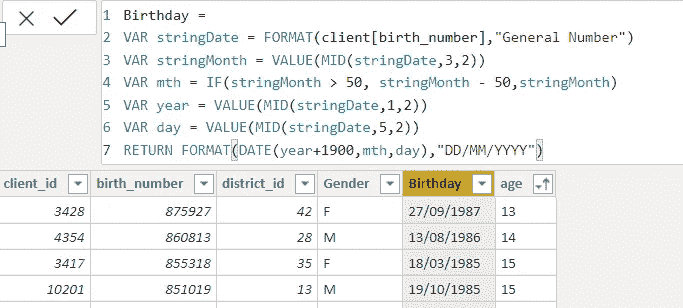 1 Birthday =
2 VAR stringDate = FORMAT(client[birth_number],"General Number")
3 VAR stringMonth = VALUE(MID(stringDate,3,2))
4 VAR mth = IF(stringMonth > 50, stringMonth - 50,stringMonth)
5 VAR year = VALUE(MID(stringDate,1,2))
6 VAR day = VALUE(MID(stringDate,5,2))
7 RETURN FORMAT(DATE(year+1900,mth,day),"DD/MM/YYYY")
client_id birth_number district_id Gender Birthday age
3428 875927 42 F 27/09/1987 13
4354 860813 28 M 13/08/1986 14
3417 855318 35 F 18/03/1985 15
10201 851019 13 M 19/10/1985 15